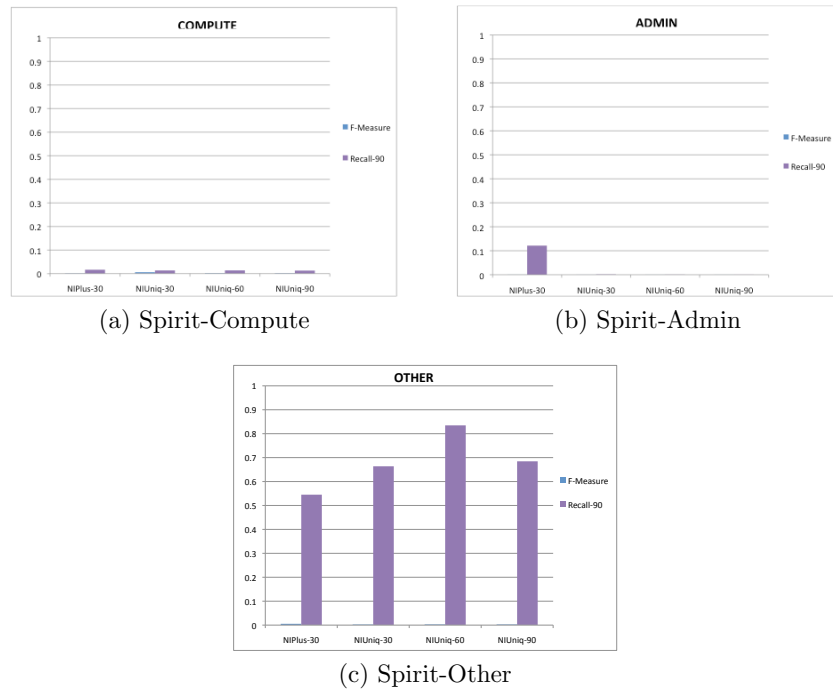 COMPUTE
1
0.9
0.8
0.7
0.6
0.5
0.4
0.3
0.2
0.1
0
NIPlus-30 NIUniq-30 NIUniq-60 NIUniq-90
F-Measure
Recall-90
(a) Spirit-Compute
ADMIN
1
0.9
0.8
0.7
0.6
0.5
0.4
0.3
0.2
0.1
0
NIPlus-30 NIUniq-30 NIUniq-60 NIUniq-90
F-Measure
Recall-90
(b) Spirit-Admin
OTHER
1
0.9
0.8
0.7
0.6
0.5
0.4
0.3
0.2
0.1
0
NIPlus-30 NIUniq-30 NIUniq-60 NIUniq-90
F-Measure
Recall-90
(c) Spirit-Other